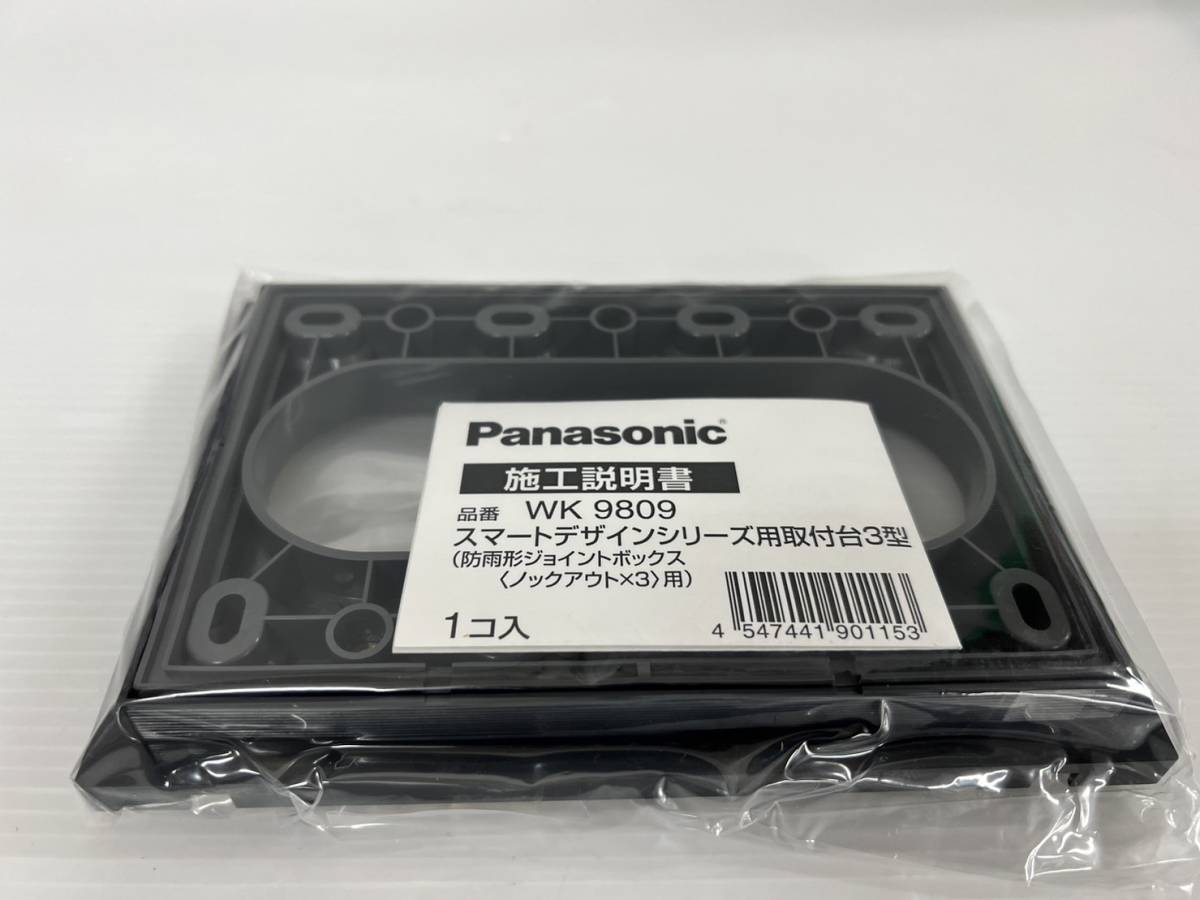 Panasonic®
施工説明書
品番 WK 9809
スマートデザインシリーズ用取付台3型
(防雨形ジョイントボックス
〈ノックアウト×3〉用)
1コ入
4 547441 901153